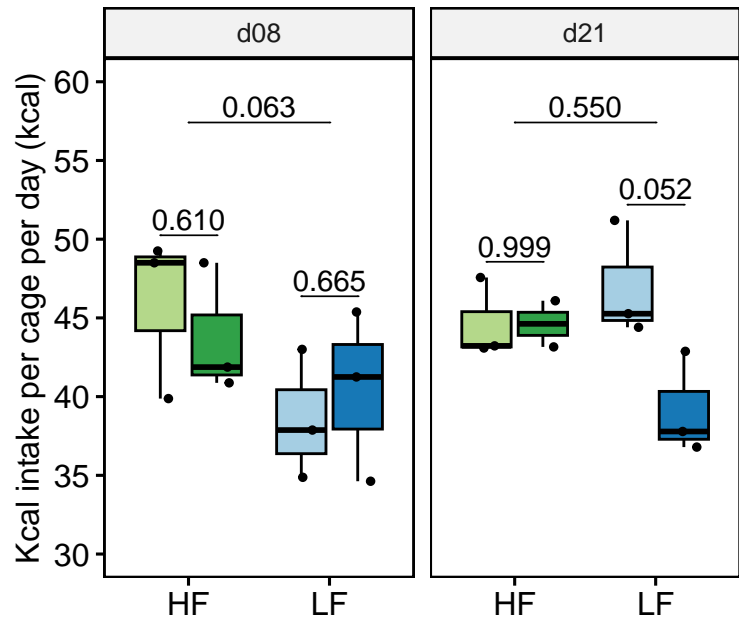 d08
d21
Kcal intake per cage per day (kcal)
60
55
50
45
40
35
30
0.063
0.610
0.665
0.550
0.052
0.999
HF
LF
HF
LF